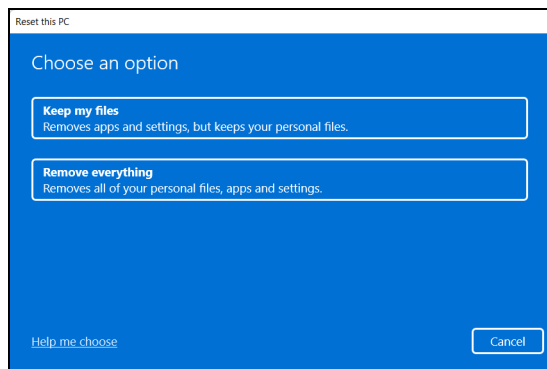 Reset this PC
Choose an option
Keep my files
Removes apps and settings, but keeps your personal files.
Remove everything
Removes all of your personal files, apps and settings.
Help me choose
Cancel